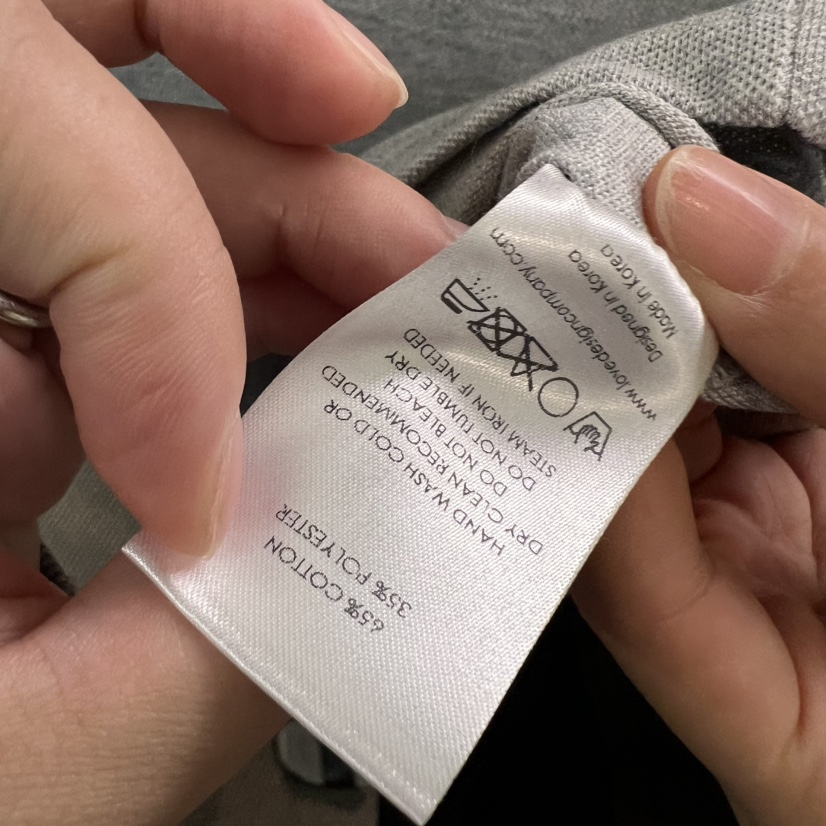 65% COTTON
35% POLYESTER
HAND WASH COLD OR
DRY CLEAN RECOMMENDED
DO NOT BLEACH
DO NOT TUMBLE DRY
STEAM IRON IF NEEDED
www.lovedesigncompany.com
Designed in Korea
Made in Korea